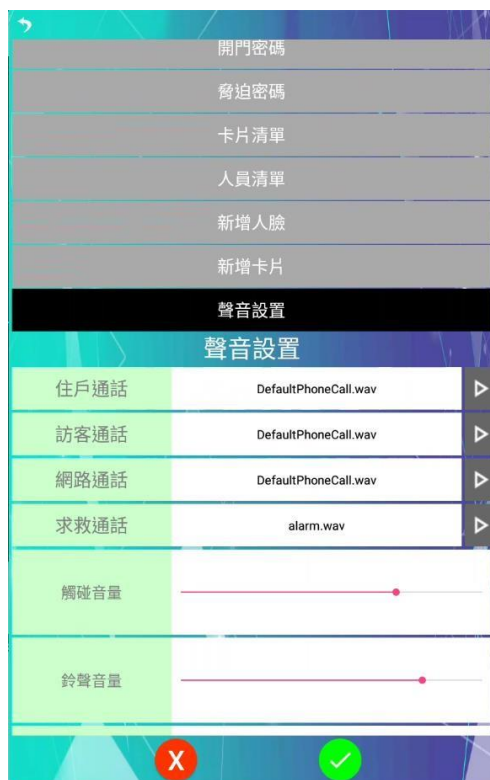 開門密碼
脅迫密碼
卡片清單
人員清單
新增人臉
新增卡片
聲音設置
聲音設置
住戶通話 DefaultPhoneCall.wav
訪客通話 DefaultPhoneCall.wav
網路通話 DefaultPhoneCall.wav
求救通話 alarm.wav
觸碰音量
鈴聲音量
X